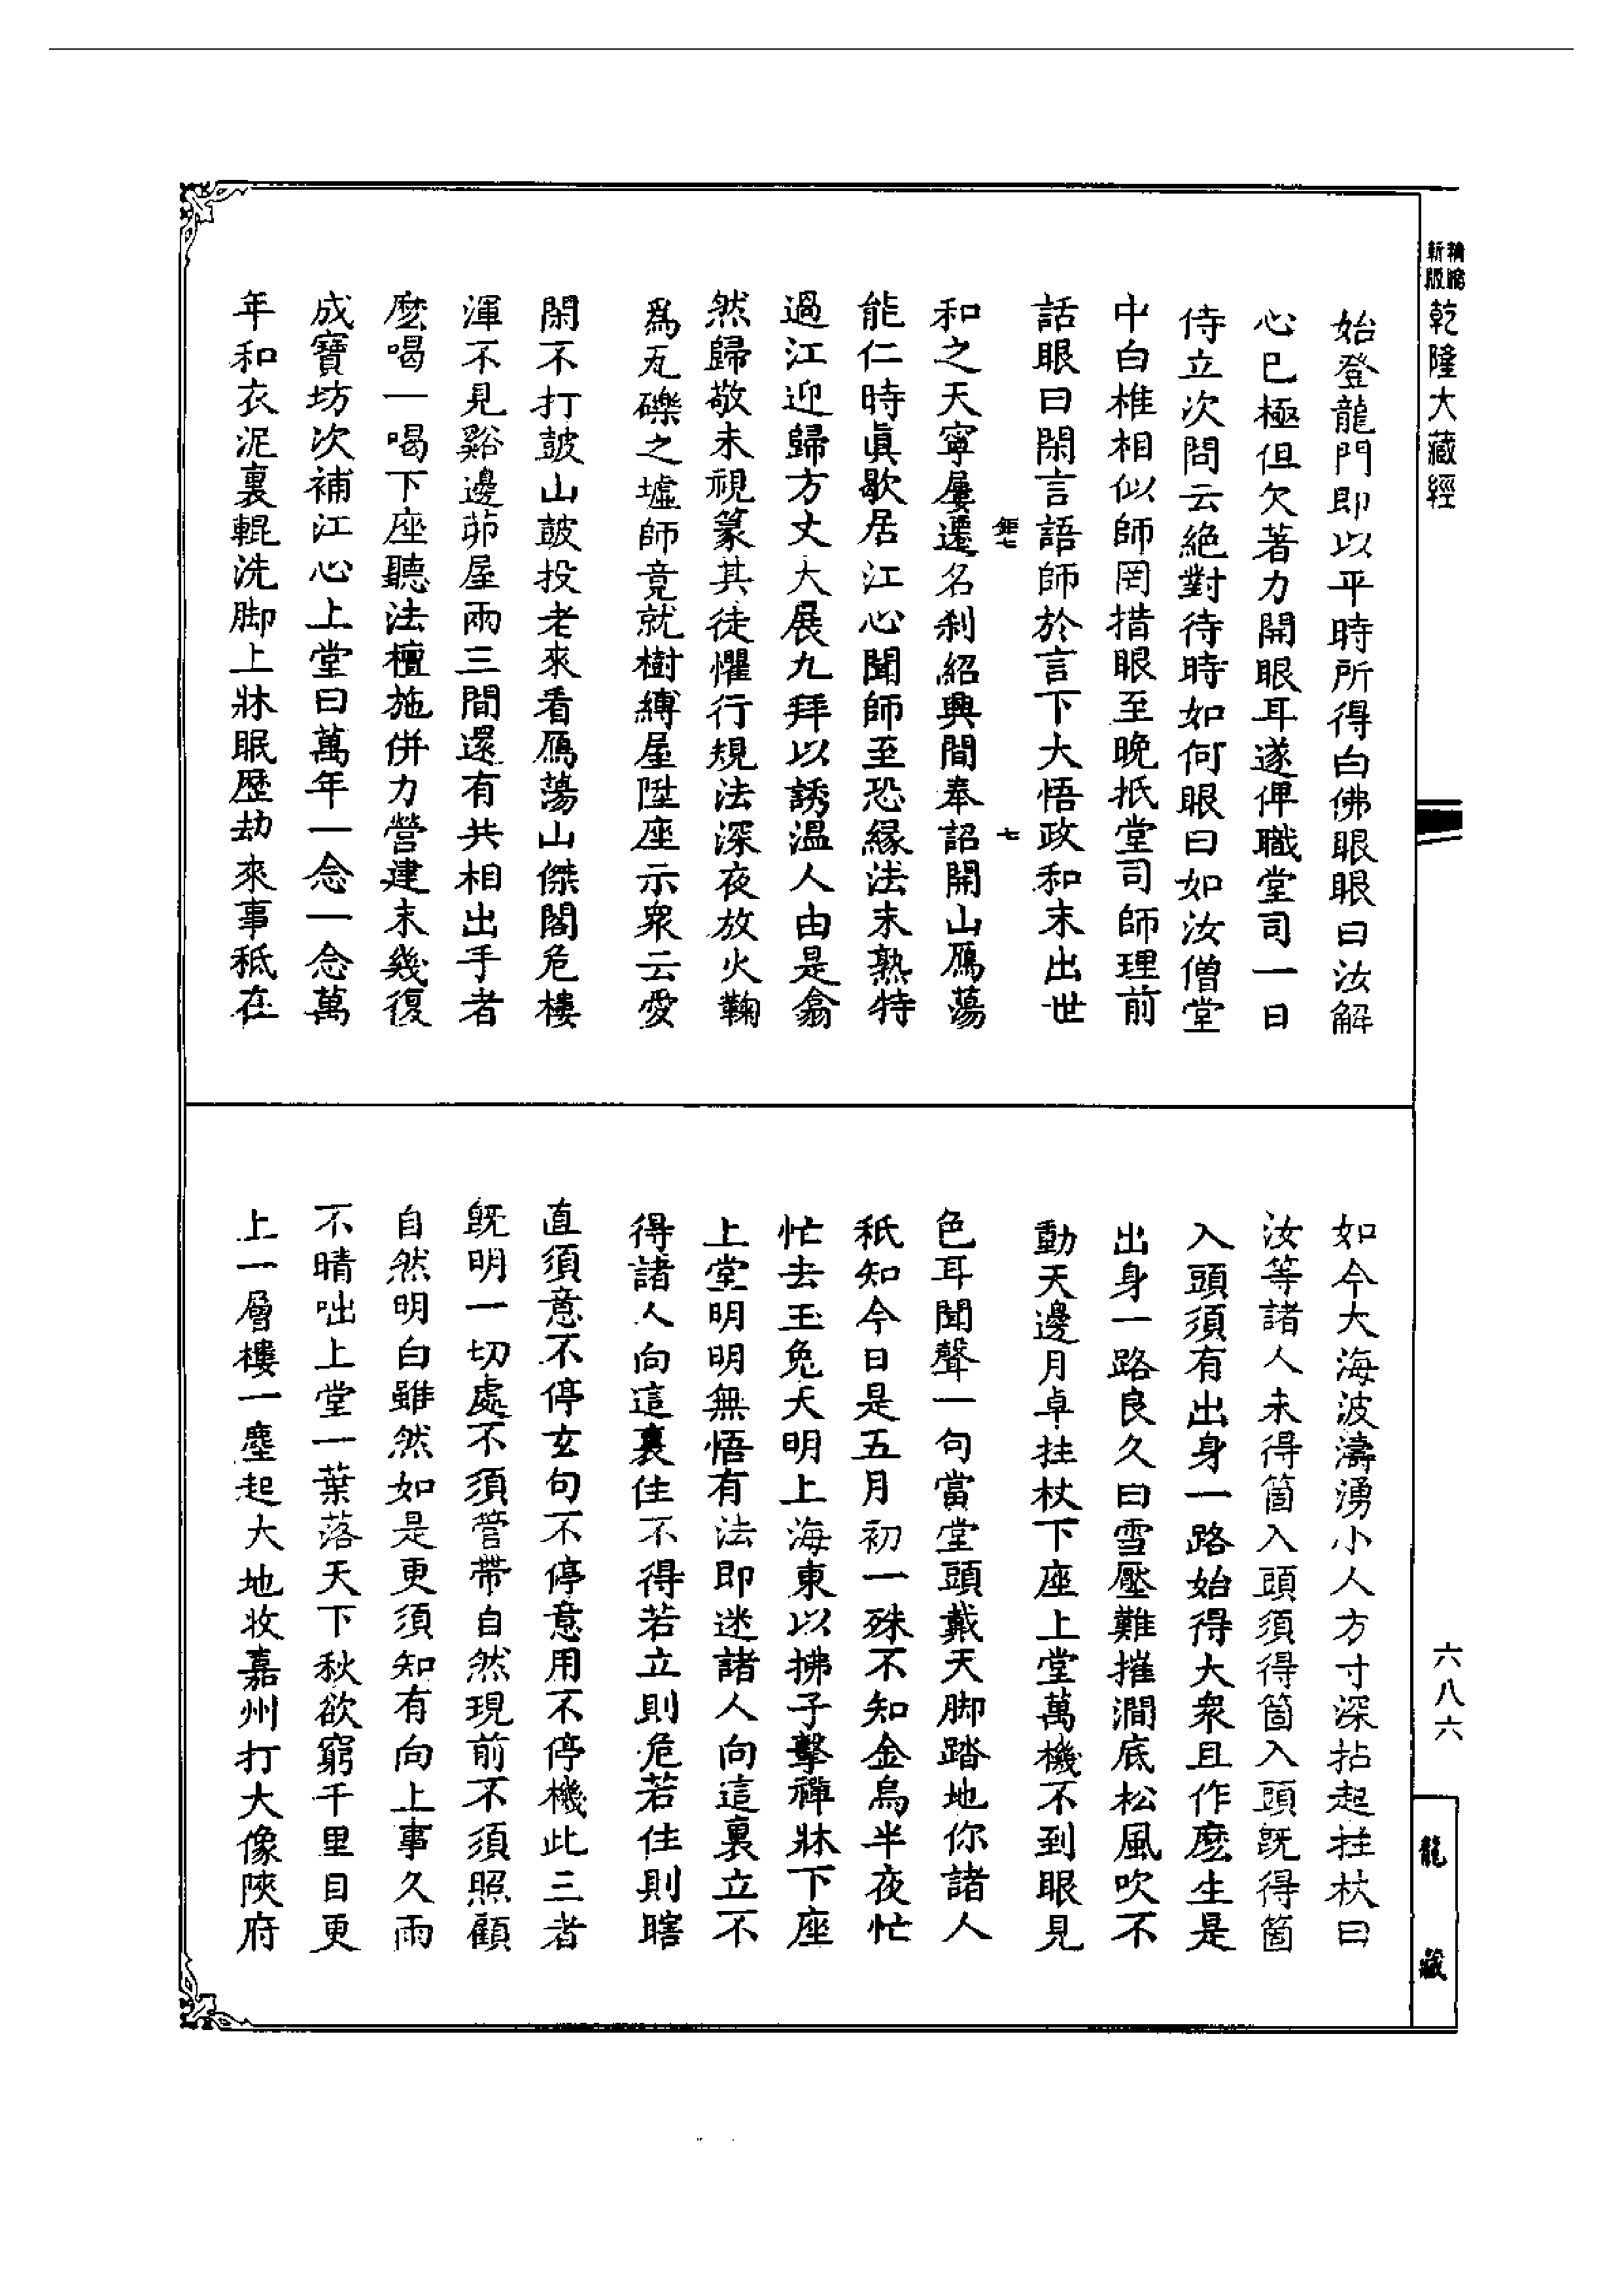 精縮
新版
乾隆大藏經
始登龍門即以平時所得白佛眼眼曰汝解
心已極但欠著力開眼耳遂俾職堂司一日
侍立次問云絶對待時如何眼曰如汝僧堂
中白椎相似師罔措眼至晚抵堂司師理前
話眼曰閑言語師於言下大悟政和末出世
七
和之天寧屢遷名刹紹興間奉詔開山鴈蕩
能仁時眞歇居江心聞師至恐緣法未熟特
過江迎歸方丈大展九拜以誘溫人由是翕
然歸敬未視篆其徒懼行規法深夜放火鞠
爲瓦礫之墟師竟就樹縛屋陞座示衆云愛
閑不打鼓山鼓投老來看鴈蕩山傑閣危樓
渾不見谿邊茆屋兩三間還有共相出手者
麽喝一喝下座聽法檀施併力營建未幾復
成寶坊次補江心上堂曰萬年一念一念萬
年和衣泥裏輥洗脚上牀眠歷劫來事秪在
如今大海波濤湧小人方寸深拈起拄杖曰
汝等諸人未得箇入頭須得箇入頭旣得箇
入頭須有出身一路始得大衆且作麽生是
出身一路良久曰雪壓難摧澗底松風吹不
動天邊月卓拄杖下座上堂萬機不到眼見
色耳聞聲一句當堂頭戴天脚踏地你諸人
秪知今日是五月初一殊不知金烏半夜忙
忙去玉兔天明上海東以拂子擊禪牀下座
上堂明明無悟有法即迷諸人向這裏立不
得諸人向這裏住不得若立則危若住則瞎
直須意不停玄句不停意用不停機此三者
旣明一切處不須管帶自然現前不須照顧
自然明白雖然如是更須知有向上事久雨
不晴咄上堂一葉落天下秋欲窮千里目更
上一層樓一塵起大地收嘉州打大像陜府
六八六
龍藏